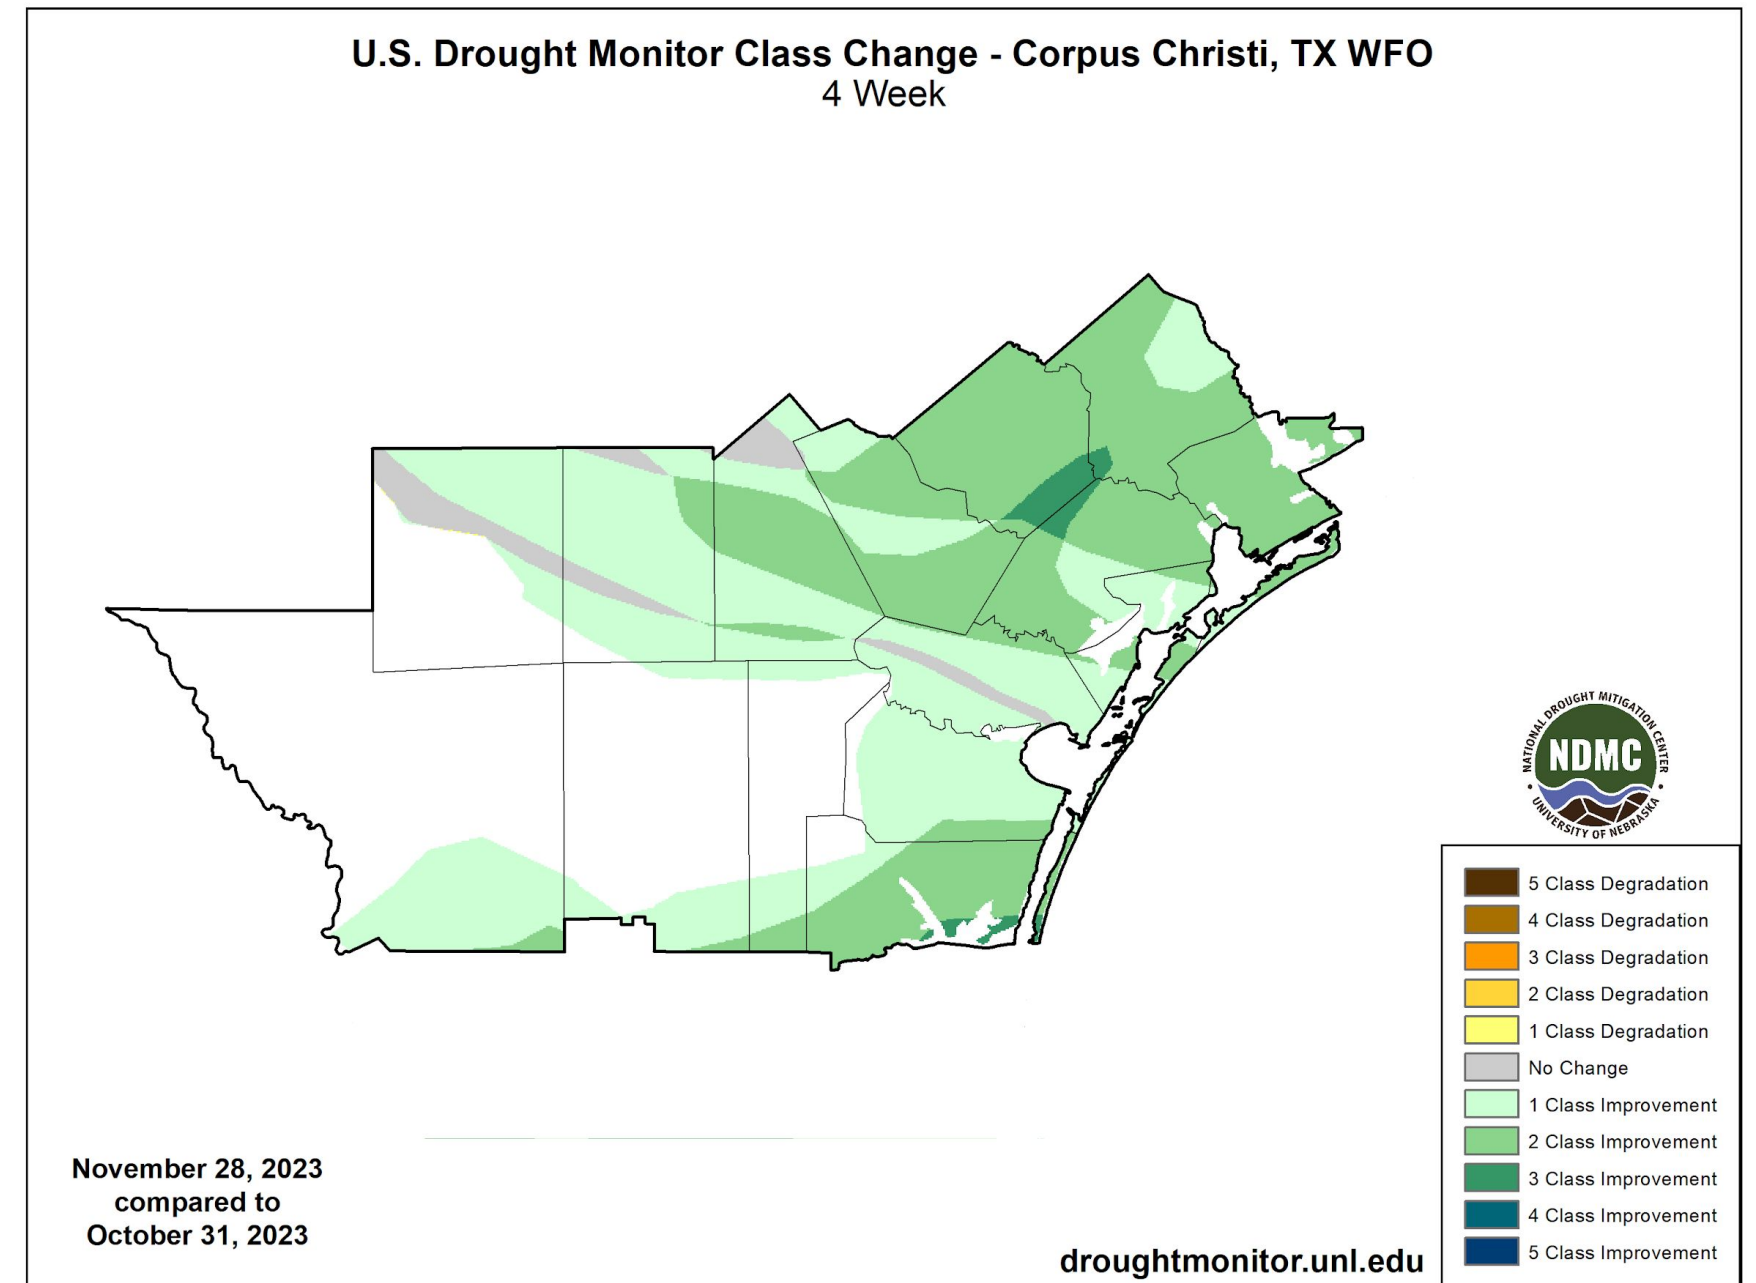 U.S. Drought Monitor Class Change - Corpus Christi, TX WFO
4 Week
NATIONAL DROUGHT MITIGATION CENTER
NDMC
UNIVERSITY OF NEBRASKA
5 Class Degradation
4 Class Degradation
3 Class Degradation
2 Class Degradation
1 Class Degradation
No Change
1 Class Improvement
2 Class Improvement
3 Class Improvement
4 Class Improvement
5 Class Improvement
November 28, 2023
compared to
October 31, 2023
droughtmonitor.unl.edu